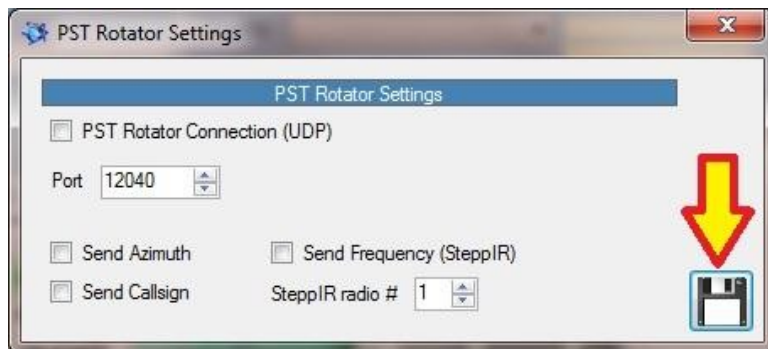 PST Rotator Settings
PST Rotator Settings
PST Rotator Connection (UDP)
Port 12040
Send Azimuth Send Frequency (SteppIR)
Send Callsign SteppIR radio # 1